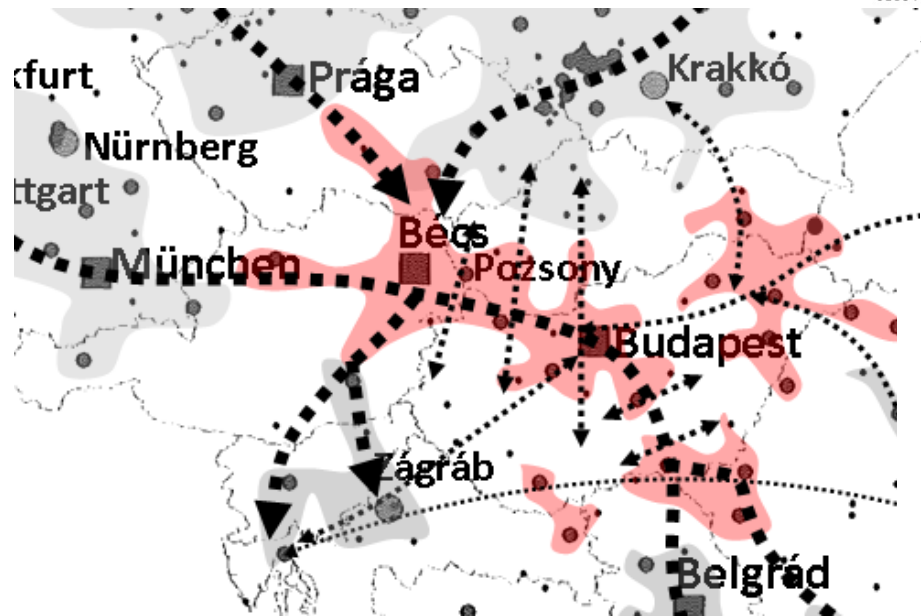 Krakkó
Prága
kfurt
Nürnberg
ttgart
Bécs
München
Pozsony
Budapest
Zágráb
Belgrád